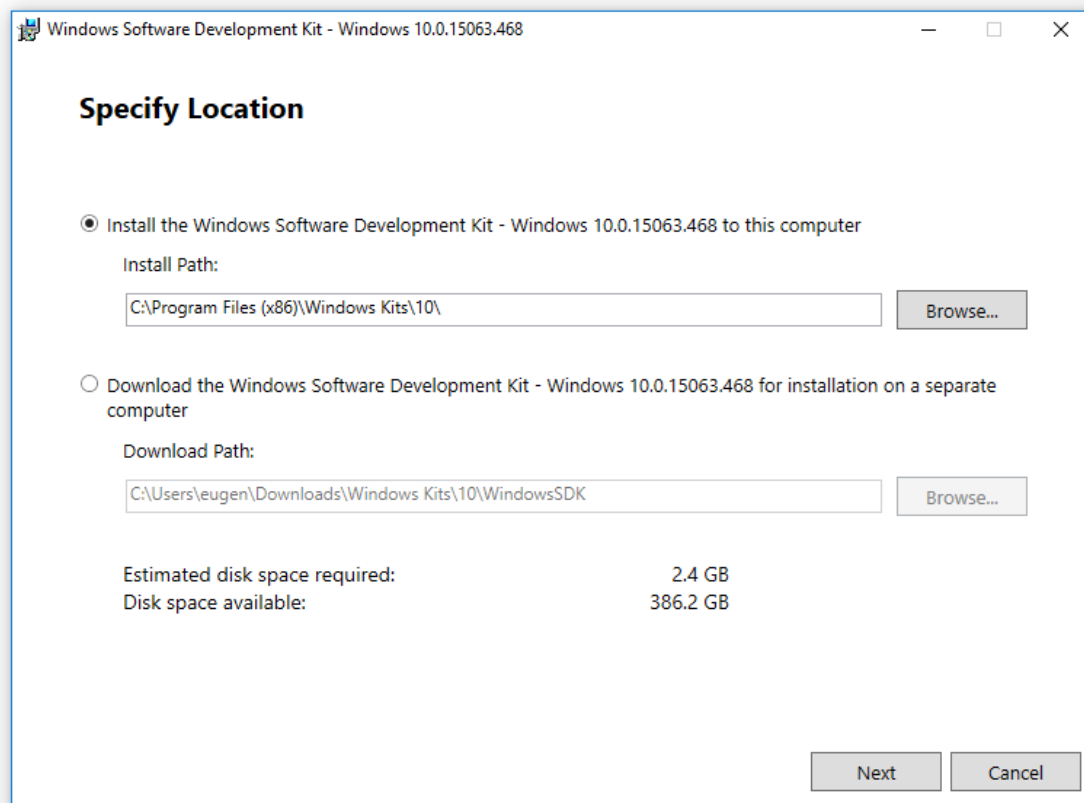 Windows Software Development Kit - Windows 10.0.15063.468
Specify Location
Install the Windows Software Development Kit - Windows 10.0.15063.468 to this computer
Install Path:
C:\Program Files (x86)\Windows Kits\10\
Browse...
Download the Windows Software Development Kit - Windows 10.0.15063.468 for installation on a separate
computer
Download Path:
C:\Users\eugen\Downloads\Windows Kits\10\WindowsSDK
Browse...
Estimated disk space required: 2.4 GB
Disk space available: 386.2 GB
Next Cancel